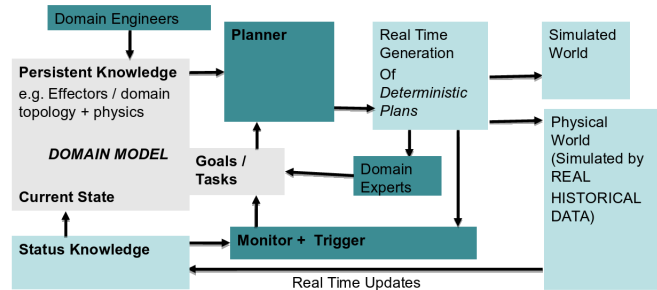 Domain Engineers
Persistent Knowledge
e.g. Effectors / domain
topology + physics
DOMAIN MODEL
Current State
Status Knowledge
Planner
Goals /
Tasks
Monitor + Trigger
Real Time
Generation
Of
Deterministic
Plans
Domain
Experts
Simulated
World
Physical
World
(Simulated by
REAL
HISTORICAL
DATA)
Real Time Updates